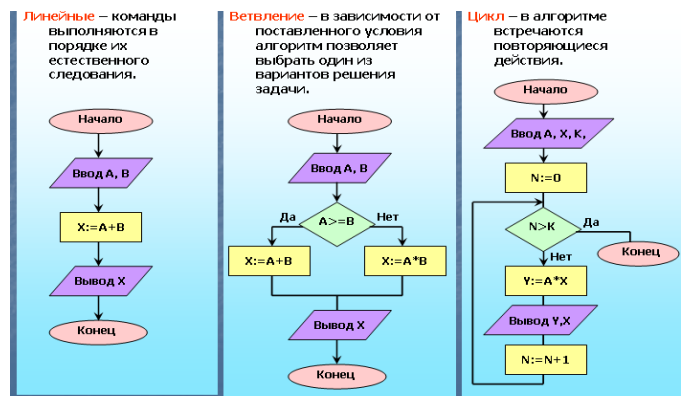 Линейные – команды
выполняются в
порядке их
естественного
следования.
Начало
Ввод A, B
X:=A+B
Вывод X
Конец
Ветвление – в зависимости от
поставленного условия
алгоритм позволяет
выбрать один из
вариантов решения
задачи.
Начало
Ввод A, B
Да
A>=B
Нет
X:=A+B
X:=A*B
Вывод X
Конец
Цикл – в алгоритме
встречаются
повторяющиеся
действия.
Начало
Ввод A, X, K,
N:=0
N>K
Да
Конец
Нет
Y:=A*X
Вывод Y,X
N:=N+1